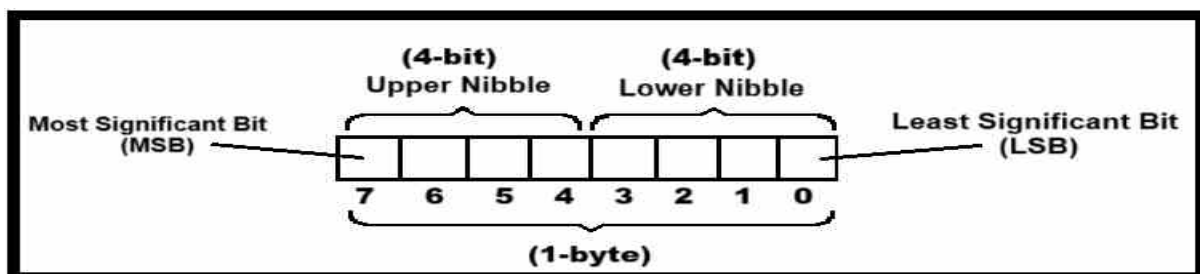 (4-bit)
Upper Nibble
(4-bit)
Lower Nibble
Most Significant Bit
(MSB)
Least Significant Bit
(LSB)
7 6 5 4 3 2 1 0
(1-byte)